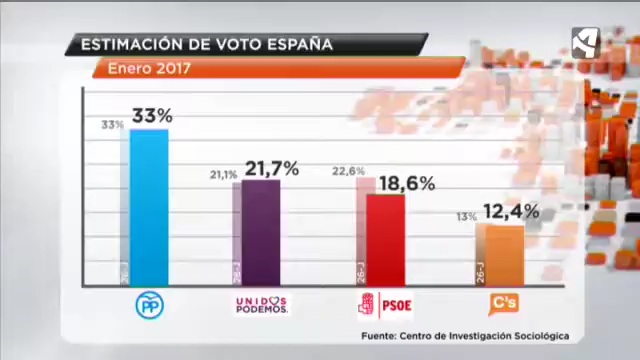 ESTIMACIÓN DE VOTO ESPAÑA
Enero 2017
33% 33%
21,1% 21,7%
22,6% 18,6%
13% 12,4%
26-J 26-J 26-J 26-J
PP UNIDOS PODEMOS. PSOE C's
Fuente: Centro de Investigación Sociológica